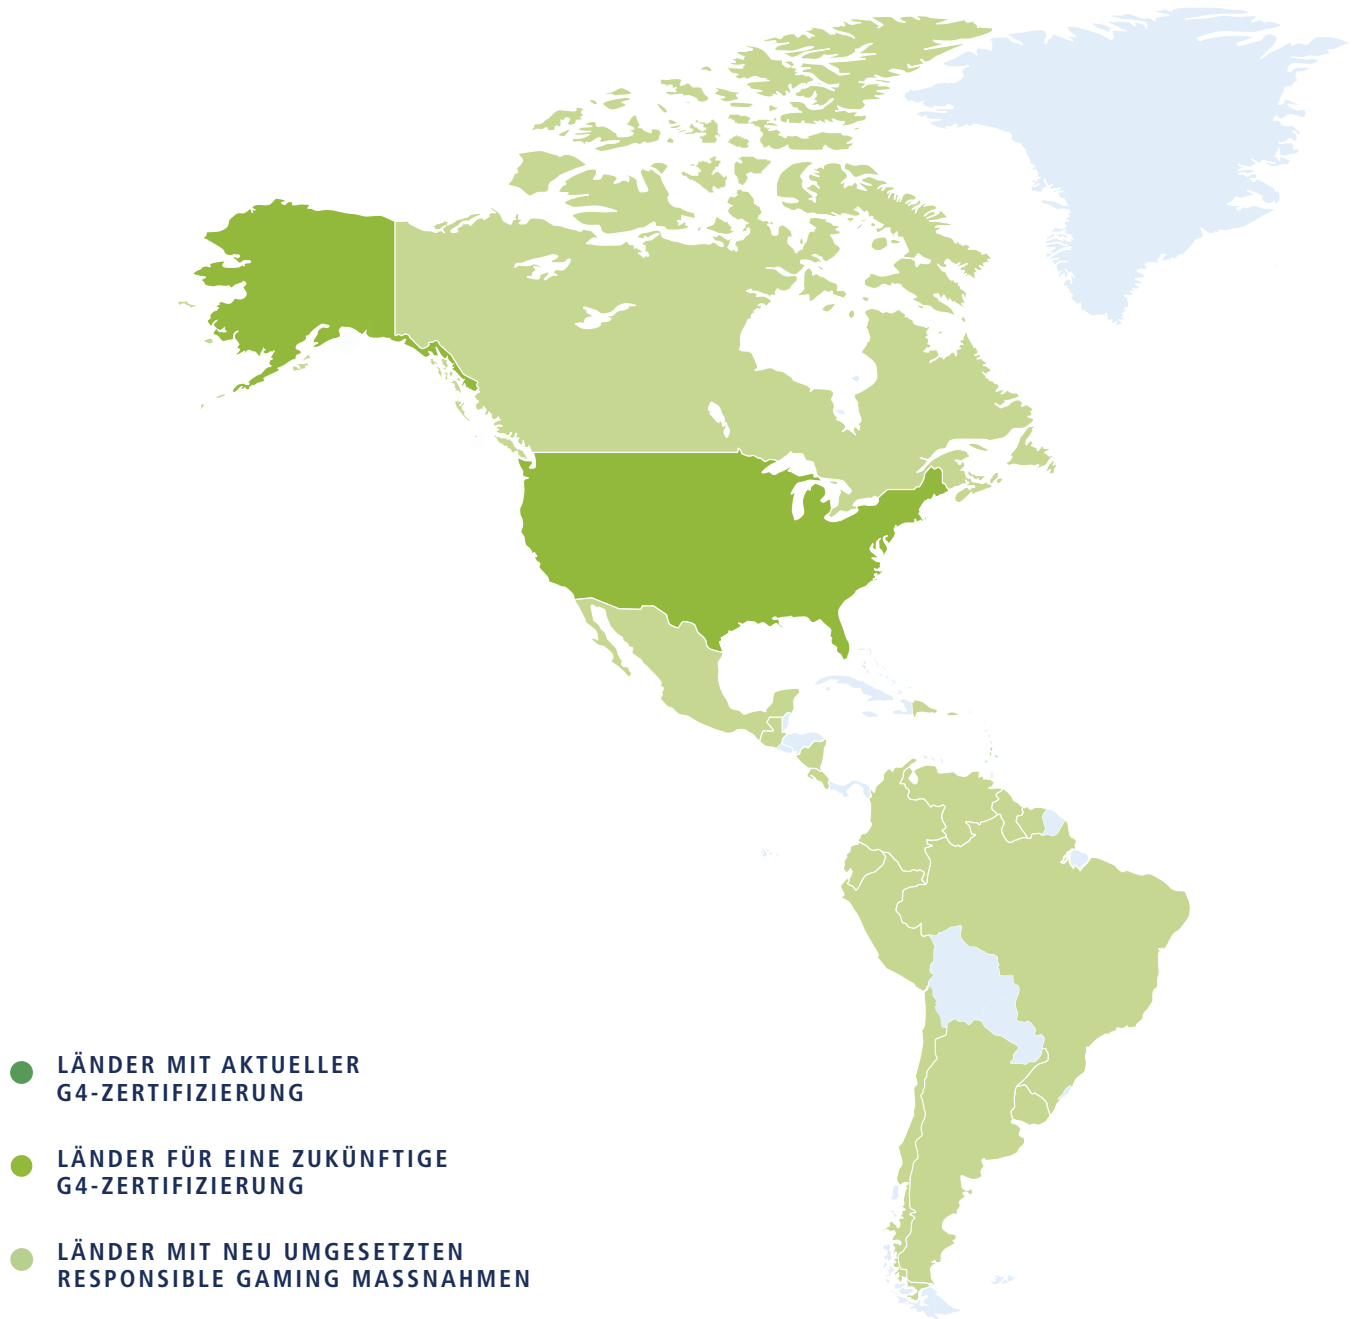 LÄNDER MIT AKTUELLER
G4-ZERTIFIZIERUNG
LÄNDER FÜR EINE ZUKÜNFTIGE
G4-ZERTIFIZIERUNG
LÄNDER MIT NEU UMGESETZTEN
RESPONSIBLE GAMING MASSNAHMEN